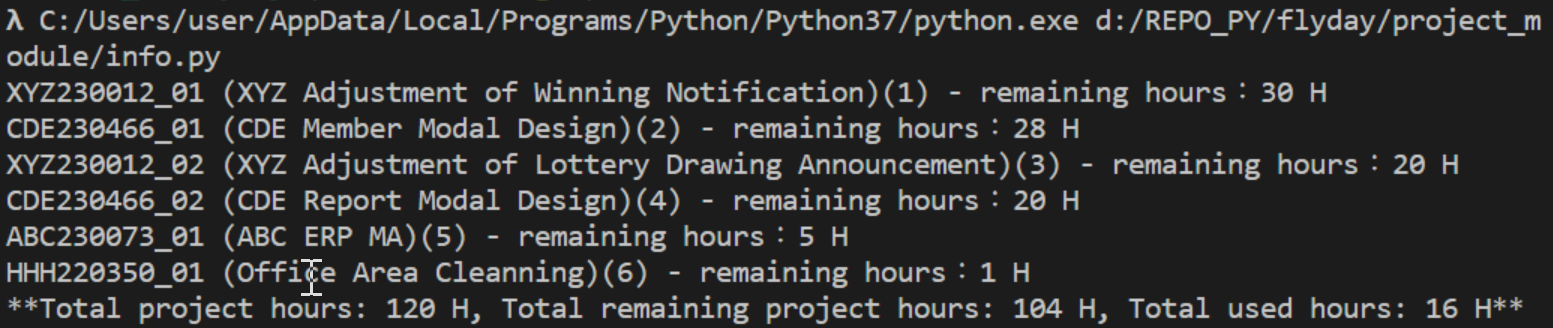 λ C:/Users/user/AppData/Local/Programs/Python/Python37/python.exe d:/REPO_PY/flyday/project_m
odule/info.py
XYZ230012_01 (XYZ Adjustment of Winning Notification)(1) - remaining hours：30 H
CDE230466_01 (CDE Member Modal Design)(2) - remaining hours：28 H
XYZ230012_02 (XYZ Adjustment of Lottery Drawing Announcement)(3) - remaining hours：20 H
CDE230466_02 (CDE Report Modal Design)(4) - remaining hours：20 H
ABC230073_01 (ABC ERP MA)(5) - remaining hours：5 H
HHH220350_01 (Office Area Cleanning)(6) - remaining hours：1 H
**Total project hours: 120 H, Total remaining project hours: 104 H, Total used hours: 16 H**